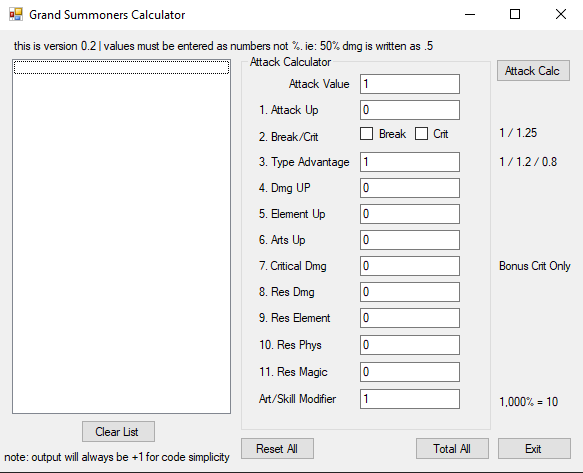 Grand Summoners Calculator
this is version 0.2 | values must be entered as numbers not %. ie: 50% dmg is written as .5
Attack Calculator
Attack Value 1 Attack Calc
1. Attack Up 0
2. Break/Crit Break Crit 1 / 1.25
3. Type Advantage 1 1 / 1.2 / 0.8
4. Dmg UP 0
5. Element Up 0
6. Arts Up 0
7. Critical Dmg 0 Bonus Crit Only
8. Res Dmg 0
9. Res Element 0
10. Res Phys 0
11. Res Magic 0
Art/Skill Modifier 1 1,000% = 10
Clear List
note: output will always be +1 for code simplicity
Reset All Total All Exit